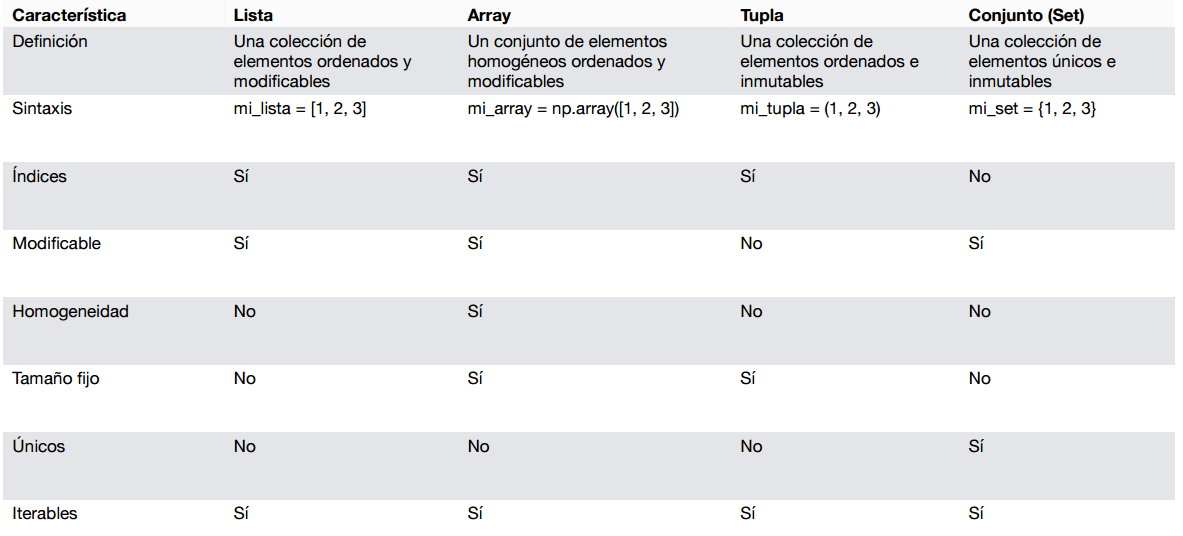 Característica Lista Array Tupla Conjunto (Set)
Definición Una colección de Un conjunto de elementos Una colección de Una colección de
elementos ordenados y homogéneos ordenados y elementos ordenados e elementos únicos e
modificables modificables inmutables inmutables
Sintaxis mi_lista = [1, 2, 3] mi_array = np.array([1, 2, 3]) mi_tupla = (1, 2, 3) mi_set = {1, 2, 3}
Índices Sí Sí Sí No
Modificable Sí Sí No Sí
Homogeneidad No Sí No No
Tamaño fijo No Sí Sí No
Únicos No No No Sí
Iterables Sí Sí Sí Sí